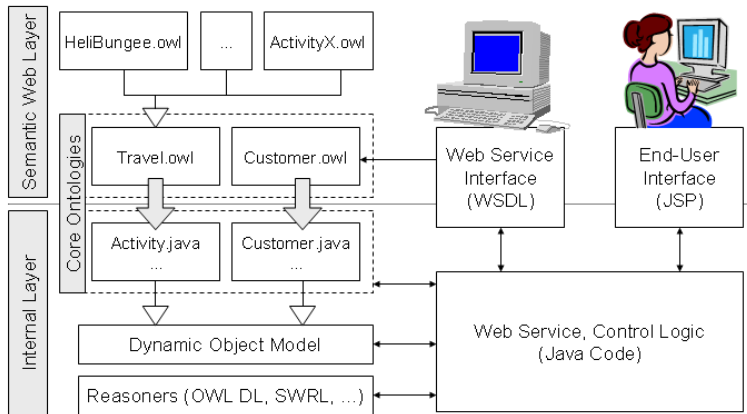 Semantic Web Layer
HeliBungee.owl
...
ActivityX.owl
Core Ontologies
Travel.owl
Customer.owl
Web Service
Interface
(WSDL)
End-User
Interface
(JSP)
Internal Layer
Activity.java
...
Customer.java
...
Dynamic Object Model
Web Service, Control Logic
(Java Code)
Reasoners (OWL DL, SWRL, ...)